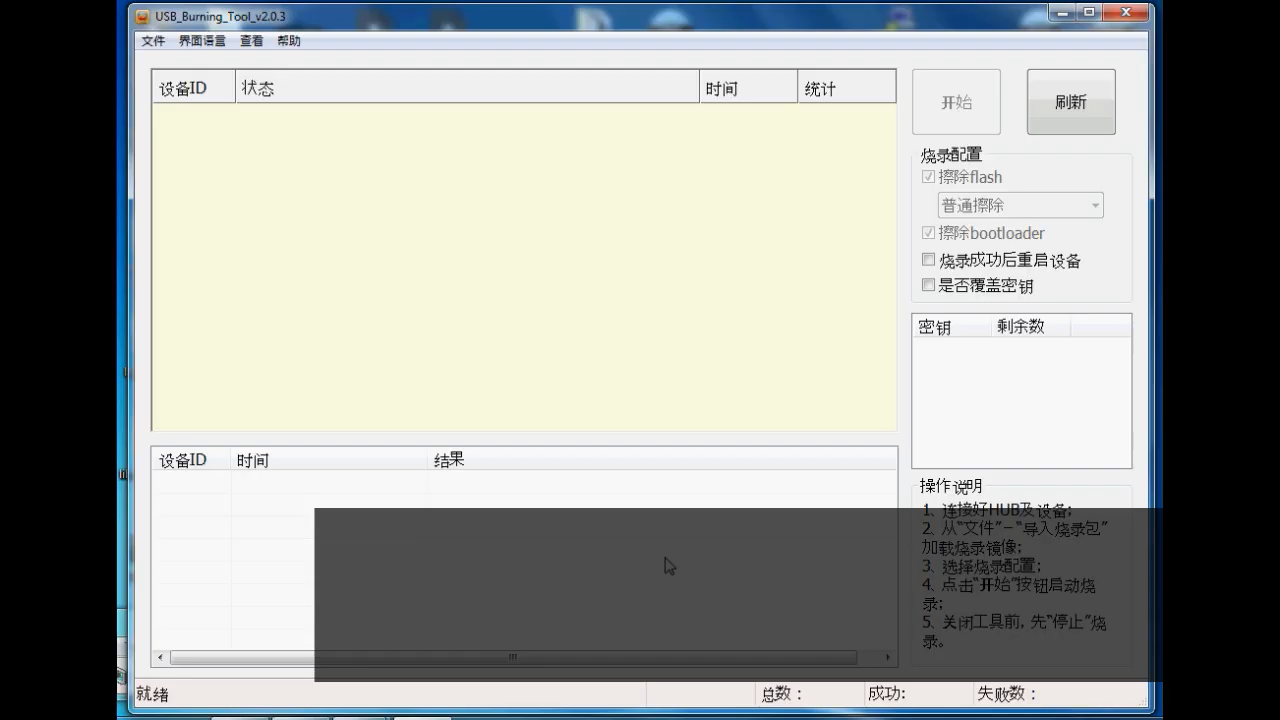 USB_Burning_Tool_v2.0.3
文件 界面语言 查看 帮助
设备ID 状态 时间 统计
开始 刷新
烧录配置
擦除flash
普通擦除
擦除bootloader
烧录成功后重启设备
是否覆盖密钥
密钥 剩余数
设备ID 时间 结果
操作说明
1、连接好HUB及设备;
2、从“文件”–“导入烧录包”
加载烧录镜像;
3、选择烧录配置;
4、点击“开始”按钮启动烧
录;
5、关闭工具前, 先“停止”烧
录。
就绪 总数: 成功: 失败数: